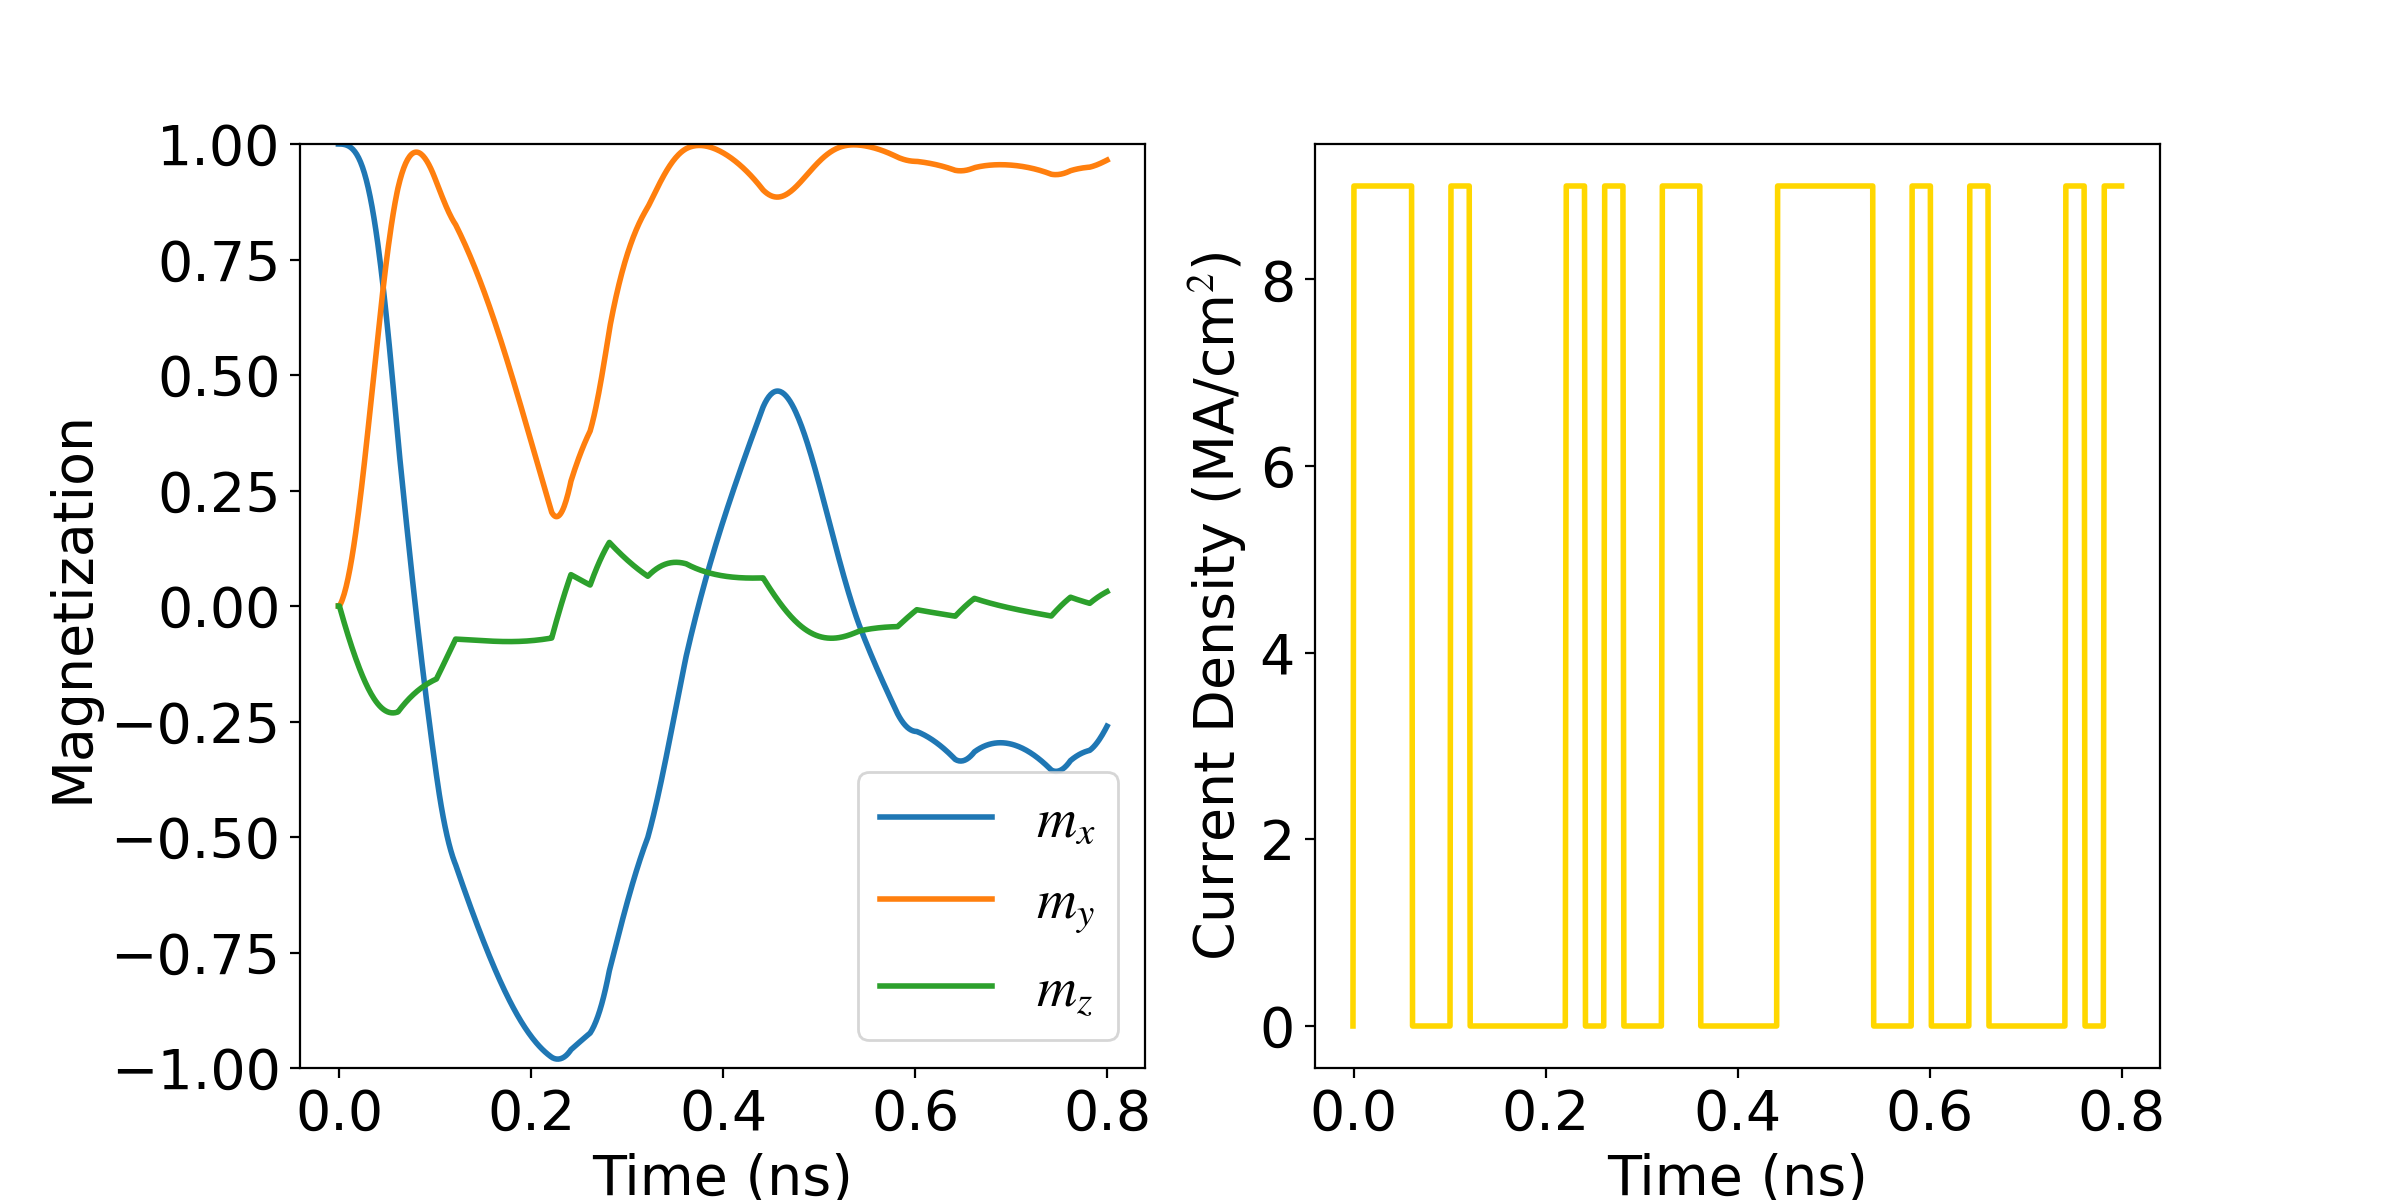 1.00
0.75
0.50
0.25
0.00
−0.25
−0.50
−0.75
−1.00
Magnetization
0.0 0.2 0.4 0.6 0.8
Time (ns)
m_x
m_y
m_z
8
6
4
2
0
Current Density (MA/cm²)
0.0 0.2 0.4 0.6 0.8
Time (ns)